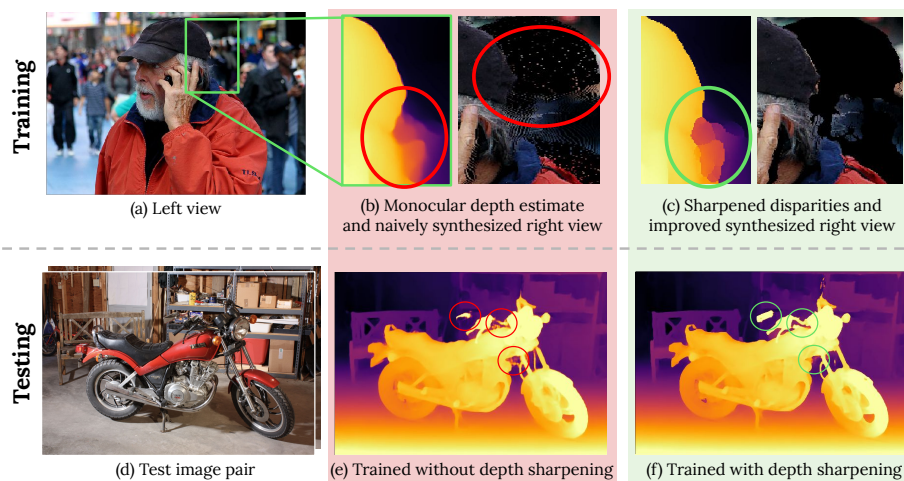 Training
(a) Left view
(b) Monocular depth estimate
and naively synthesized right view
(c) Sharpened disparities and
improved synthesized right view
Testing
(d) Test image pair
(e) Trained without depth sharpening
(f) Trained with depth sharpening